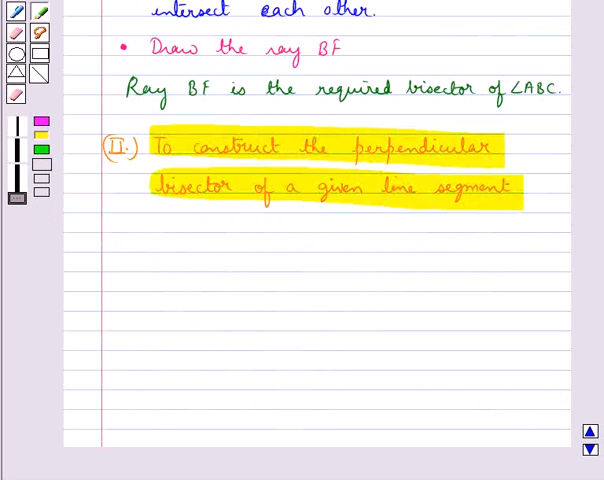 intersect each other.
• Draw the ray BF
Ray BF is the required bisector of ∠ABC.
(II.) To construct the perpendicular
bisector of a given line segment